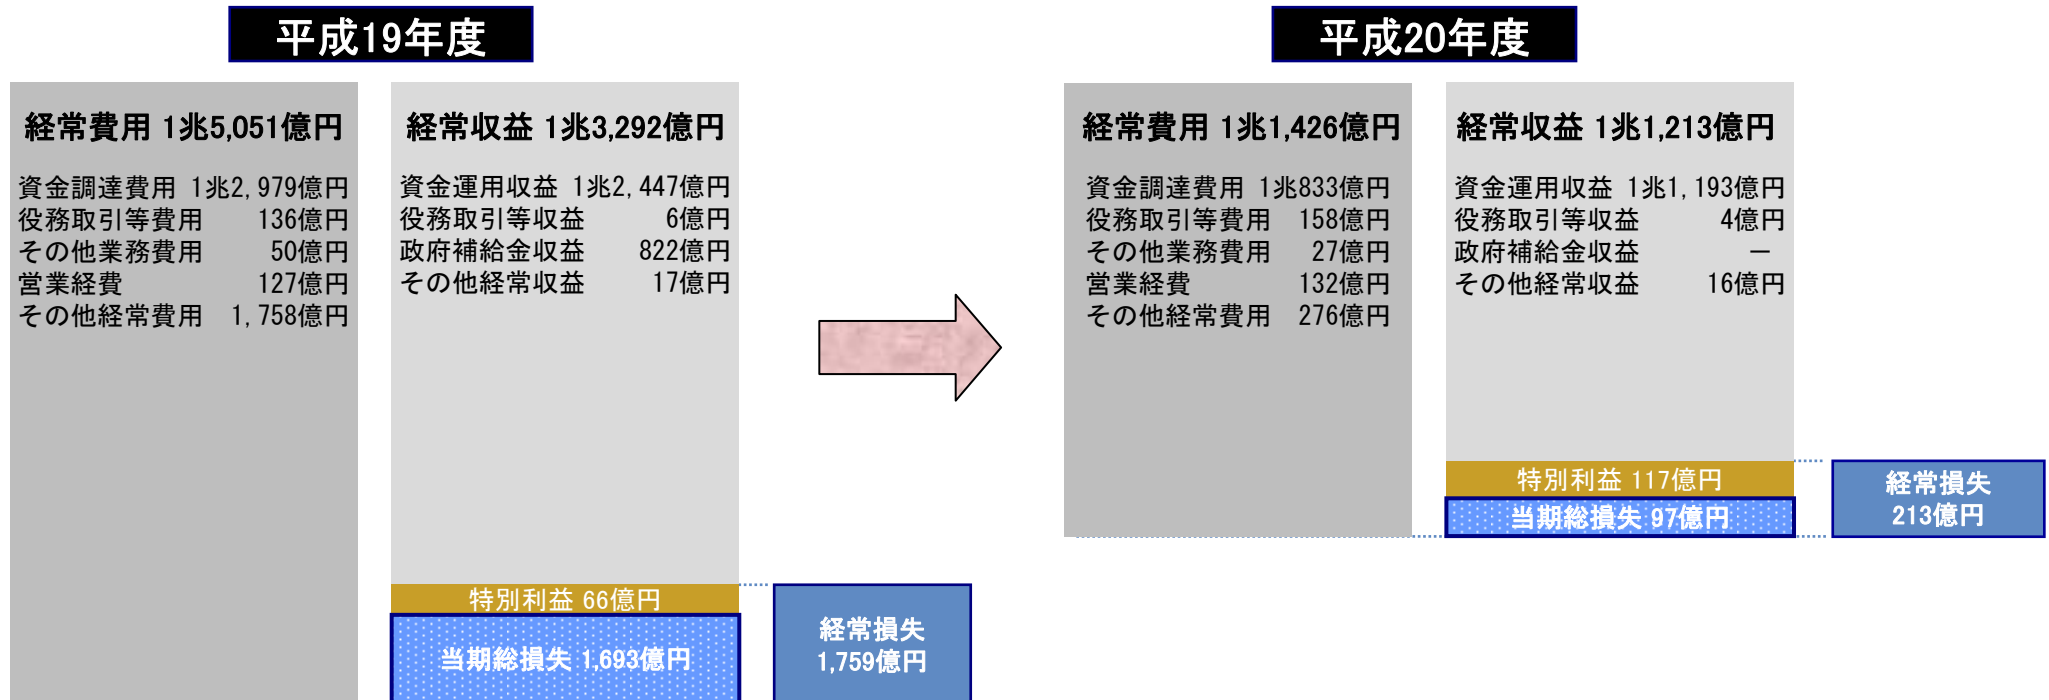 平成19年度
経常費用 1兆5,051億円
資金調達費用 1兆2,979億円
役務取引等費用 136億円
その他業務費用 50億円
営業経費 127億円
その他経常費用 1,758億円
経常収益 1兆3,292億円
資金運用収益 1兆2,447億円
役務取引等収益 6億円
政府補給金収益 822億円
その他経常収益 17億円
特別利益 66億円
当期総損失 1,693億円
経常損失
1,759億円
平成20年度
経常費用 1兆1,426億円
資金調達費用 1兆833億円
役務取引等費用 158億円
その他業務費用 27億円
営業経費 132億円
その他経常費用 276億円
経常収益 1兆1,213億円
資金運用収益 1兆1,193億円
役務取引等収益 4億円
政府補給金収益 －
その他経常収益 16億円
特別利益 117億円
当期総損失 97億円
経常損失
213億円